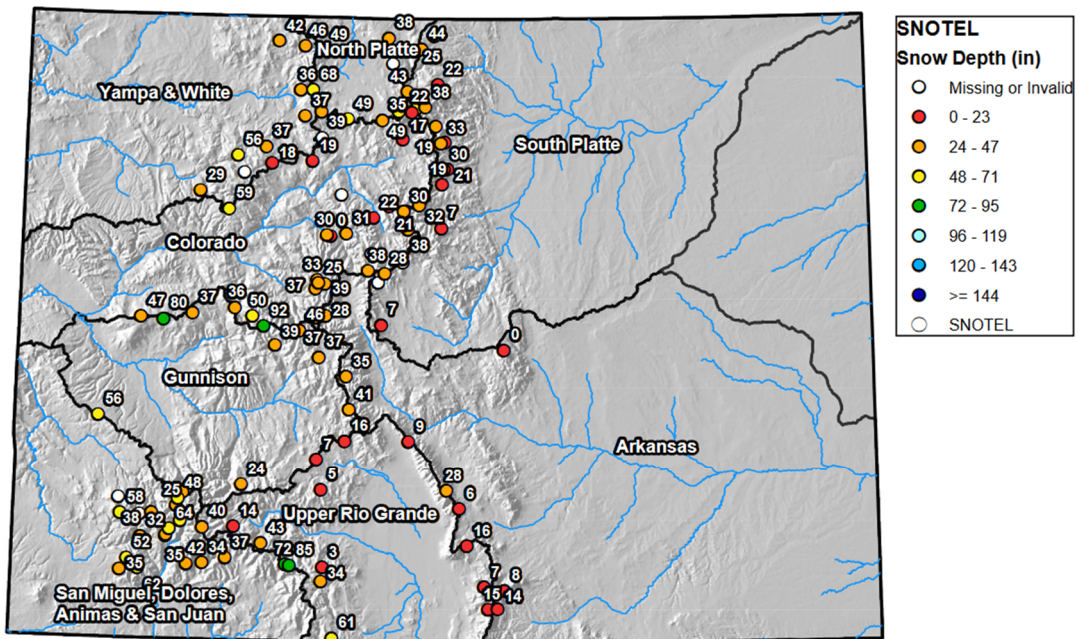 42 46 49
38
44
North Platte
25
43
22
36 68
Yampa & White
22 38
37
49
35
39
17
33
37
49
19
56
18
19
30
South Platte
29
19 21
59
22 30
30 0 31
32 7
21
Colorado
38
38 28
33 25
37 39
36
47 80 37 50
92
46 28
7
39 37 37
0
35
Gunnison
41
56
16
9
7
Arkansas
24
5
28
25 48
58
6
38 32 64 40 14
Upper Rio Grande
16
52
43
35 42 34 37
72 85 3
35
34
7 8
62
San Miguel, Dolores,
15 14
Animas & San Juan
61
SNOTEL
Snow Depth (in)
Missing or Invalid
0 - 23
24 - 47
48 - 71
72 - 95
96 - 119
120 - 143
>= 144
SNOTEL